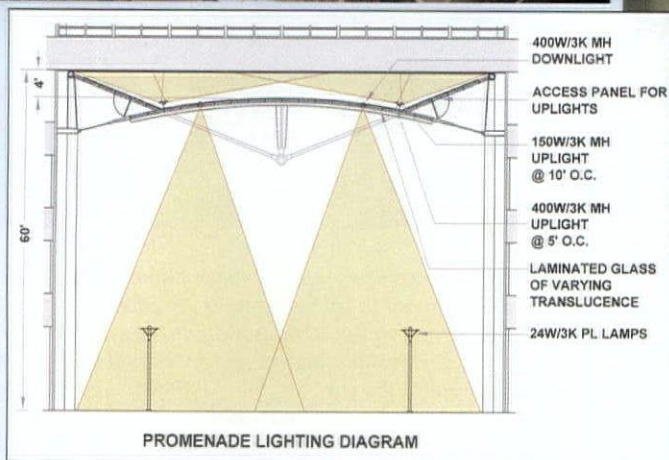 400W/3K MH
DOWNLIGHT
4'
ACCESS PANEL FOR
UPLIGHTS
150W/3K MH
UPLIGHT
@ 10' O.C.
400W/3K MH
UPLIGHT
@ 5' O.C.
60'
LAMINATED GLASS
OF VARYING
TRANSLUCENCE
24W/3K PL LAMPS
PROMENADE LIGHTING DIAGRAM